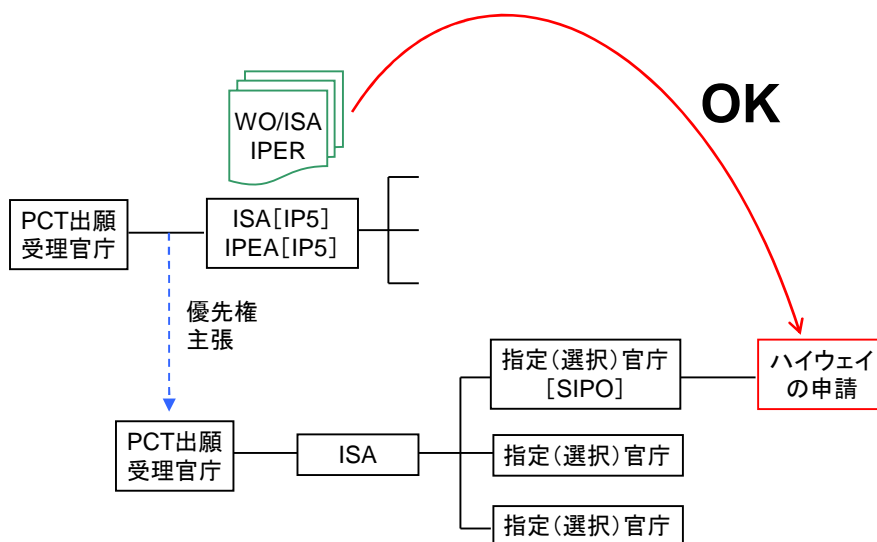 WO/ISA
IPER
OK
PCT出願
受理官庁
ISA［IP5］
IPEA［IP5］
優先権
主張
指定（選択）官庁
［SIPO］
ハイウェイ
の申請
PCT出願
受理官庁
ISA
指定（選択）官庁
指定（選択）官庁